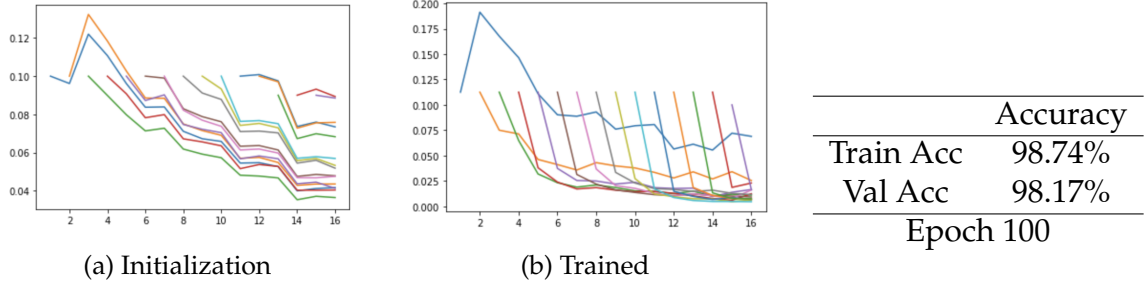 0.12
0.10
0.08
0.06
0.04
2 4 6 8 10 12 14 16
(a) Initialization
0.200
0.175
0.150
0.125
0.100
0.075
0.050
0.025
0.000
2 4 6 8 10 12 14 16
(b) Trained
Accuracy
Train Acc 98.74%
Val Acc 98.17%
Epoch 100